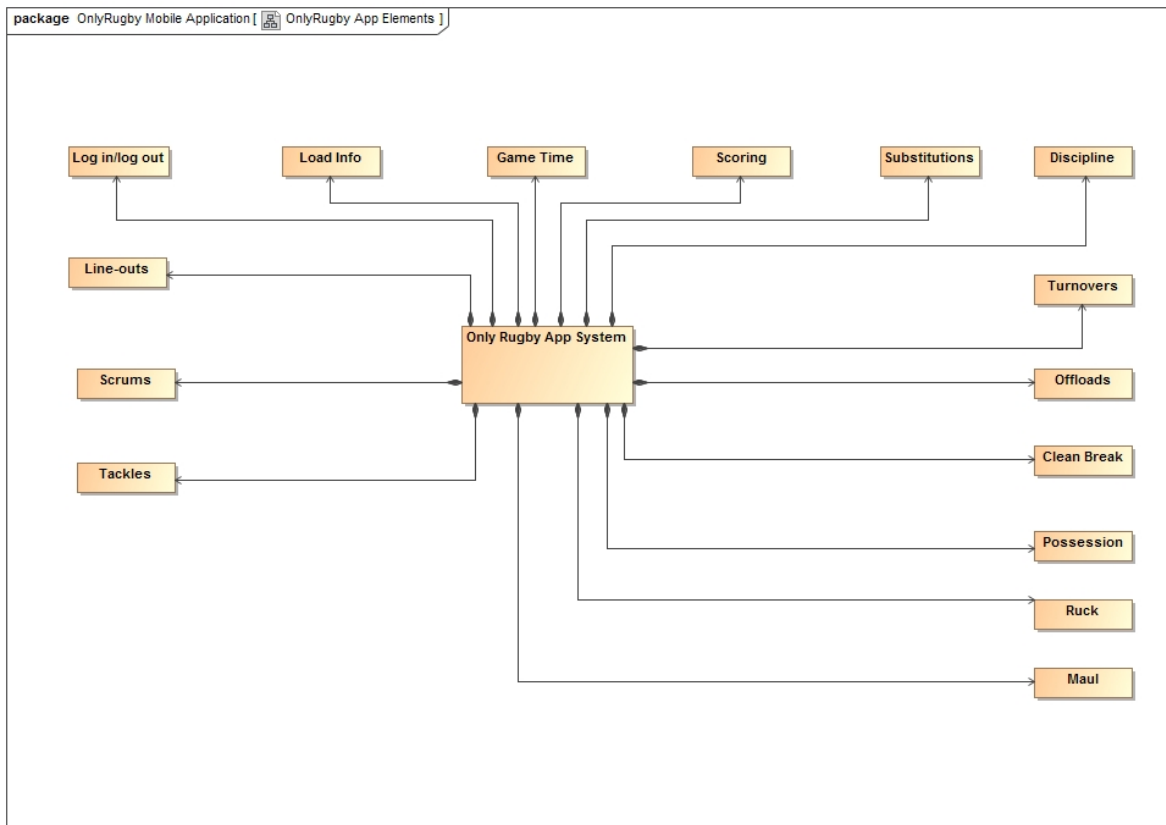 package OnlyRugby Mobile Application [ OnlyRugby App Elements ]
Log in/log out
Load Info
Game Time
Scoring
Substitutions
Discipline
Line-outs
Turnovers
Only Rugby App System
Scrums
Offloads
Clean Break
Tackles
Possession
Ruck
Maul